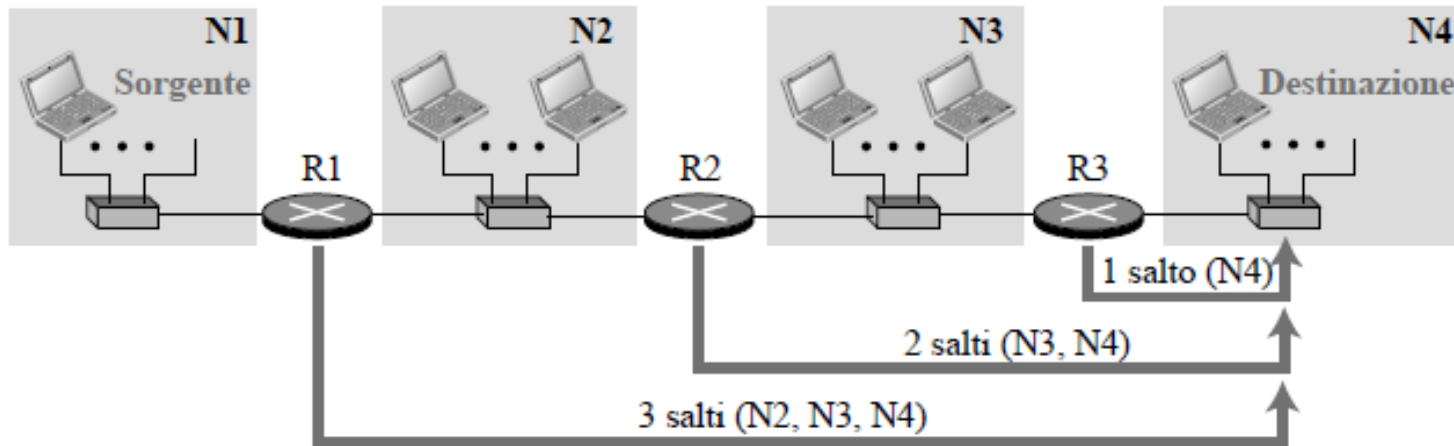 N1
N2
N3
N4
Sorgente
Destinazione
R1
R2
R3
1 salto (N4)
2 salti (N3, N4)
3 salti (N2, N3, N4)